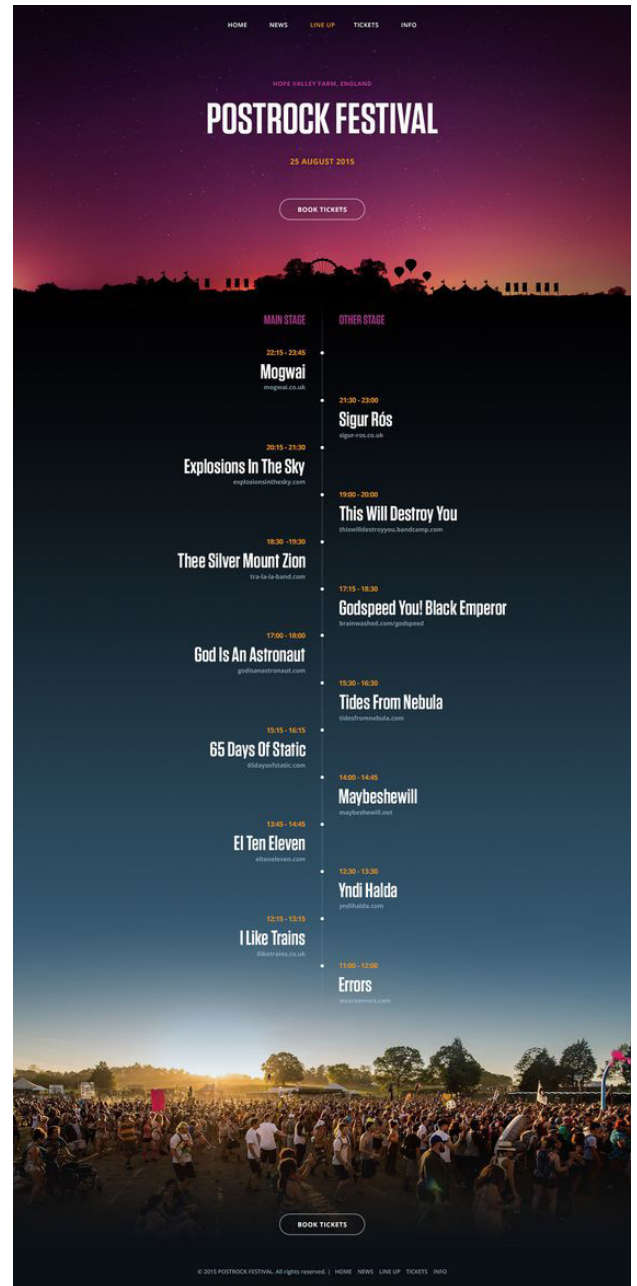 HOME NEWS LINE UP TICKETS INFO
HOPE VALLEY FARM, ENGLAND
POSTROCK FESTIVAL
25 AUGUST 2015
BOOK TICKETS
MAIN STAGE OTHER STAGE
22:15 - 23:45
Mogwai
mogwai.co.uk
21:30 - 23:00
Sigur Rós
sigur-ros.co.uk
20:15 - 21:30
Explosions In The Sky
explosionsinthesky.com
19:00 - 20:00
This Will Destroy You
thiswilldestroyyou.bandcamp.com
18:30 -19:30
Thee Silver Mount Zion
tra-la-la-band.com
17:15 - 18:30
Godspeed You! Black Emperor
brainwashed.com/godspeed
17:00 - 18:00
God Is An Astronaut
godisanastronaut.com
15:30 - 16:30
Tides From Nebula
tidesfromnebula.com
15:15 - 16:15
65 Days Of Static
65daysofstatic.com
14:00 - 14:45
Maybeshewill
maybeshewill.net
13:45 - 14:45
El Ten Eleven
elteneleven.com
12:30 - 13:30
Yndi Halda
yndihalda.com
12:15 - 13:15
I Like Trains
iliketrains.co.uk
11:00 - 12:00
Errors
weareerrors.com
BOOK TICKETS
© 2015 POSTROCK FESTIVAL. All rights reserved. | HOME NEWS LINE UP TICKETS INFO